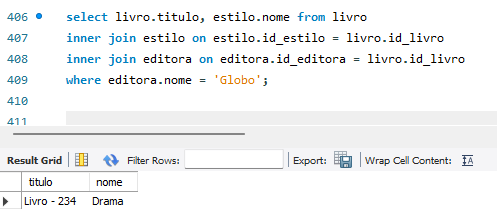 406 select livro.titulo, estilo.nome from livro
407 inner join estilo on estilo.id_estilo = livro.id_livro
408 inner join editora on editora.id_editora = livro.id_livro
409 where editora.nome = 'Globo';
410
411
Result Grid Filter Rows: Export: Wrap Cell Content: IA
titulo nome
Livro - 234 Drama